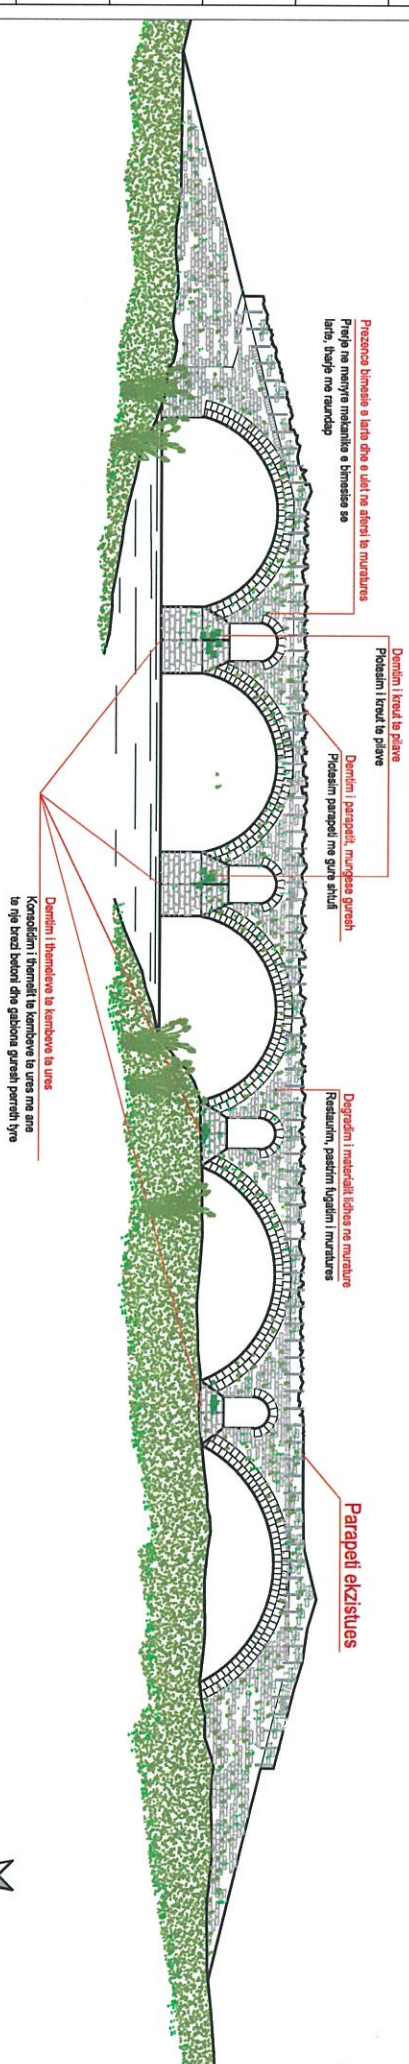 Prezence bimesie e larte dhe e ulet ne afersi te muratures
Prerje ne menyre mekanike e bimesise se
larte, tharje me raundap
Demtim i kreut te pilave
Plotesim i kreut te pilave
Demtim i parapetit, mungese guresh
Plotesim parapeti me gure shtufi
Degradim i materialit lidhes ne murature
Restaurim, pastrim fugatim i muratures
Parapeti ekzistues
Demtim i themeleve te kembeve te ures
Konsolidim i themelit te kembeve te ures me ane
te nje brezi betoni dhe gabiona guresh perreth tyre